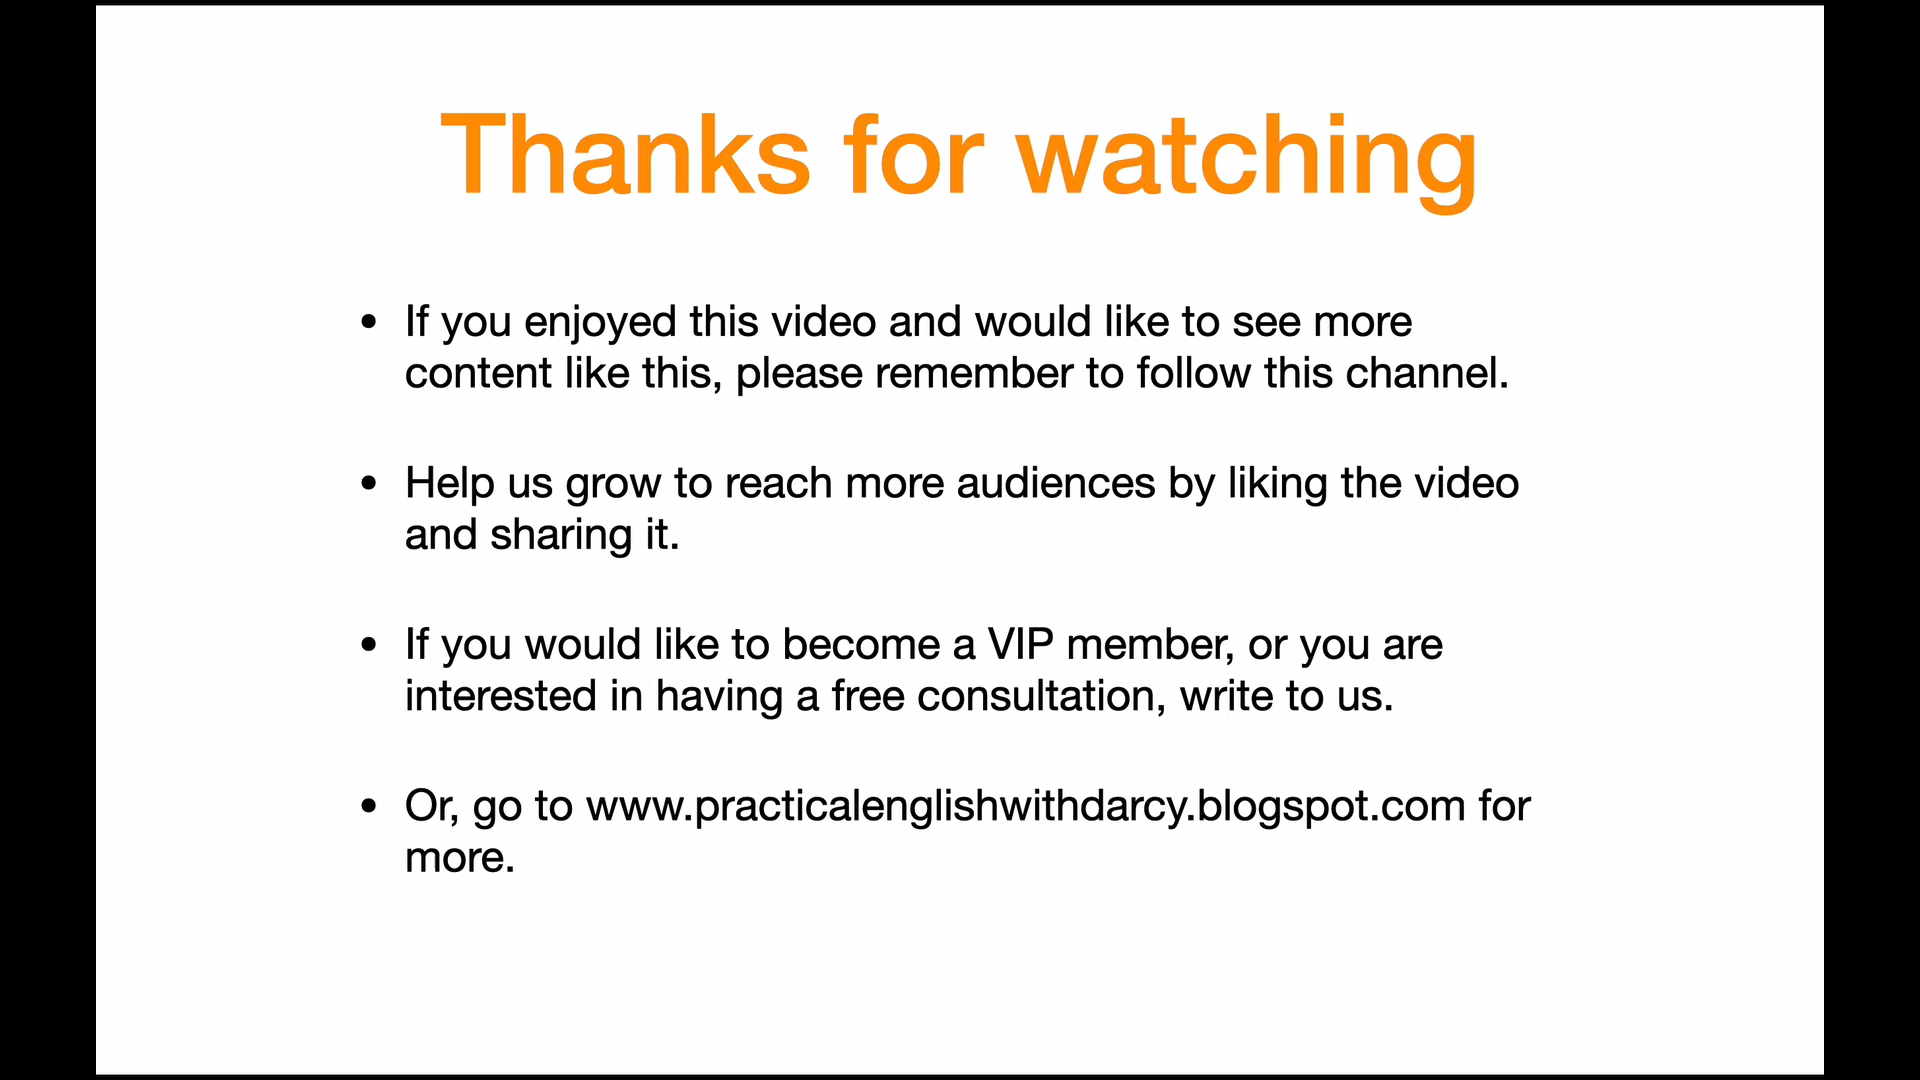 Thanks for watching
• If you enjoyed this video and would like to see more
content like this, please remember to follow this channel.
• Help us grow to reach more audiences by liking the video
and sharing it.
• If you would like to become a VIP member, or you are
interested in having a free consultation, write to us.
• Or, go to www.practicalenglishwithdarcy.blogspot.com for
more.